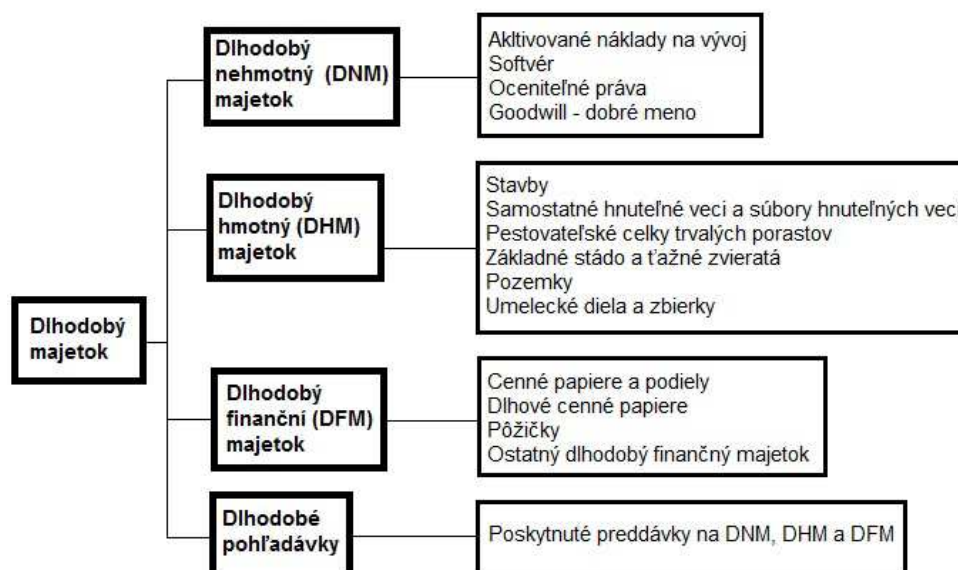 Dlhodobý
majetok
Dlhodobý
nehmotný (DNM)
majetok
Akltivované náklady na vývoj
Softvér
Oceniteľné práva
Goodwill - dobré meno
Dlhodobý
hmotný (DHM)
majetok
Stavby
Samostatné hnuteľné veci a súbory hnuteľných vecí
Pestovateľské celky trvalých porastov
Základné stádo a ťažné zvieratá
Pozemky
Umelecké diela a zbierky
Dlhodobý
finanční (DFM)
majetok
Cenné papiere a podiely
Dlhové cenné papiere
Pôžičky
Ostatný dlhodobý finančný majetok
Dlhodobé
pohľadávky
Poskytnuté preddávky na DNM, DHM a DFM